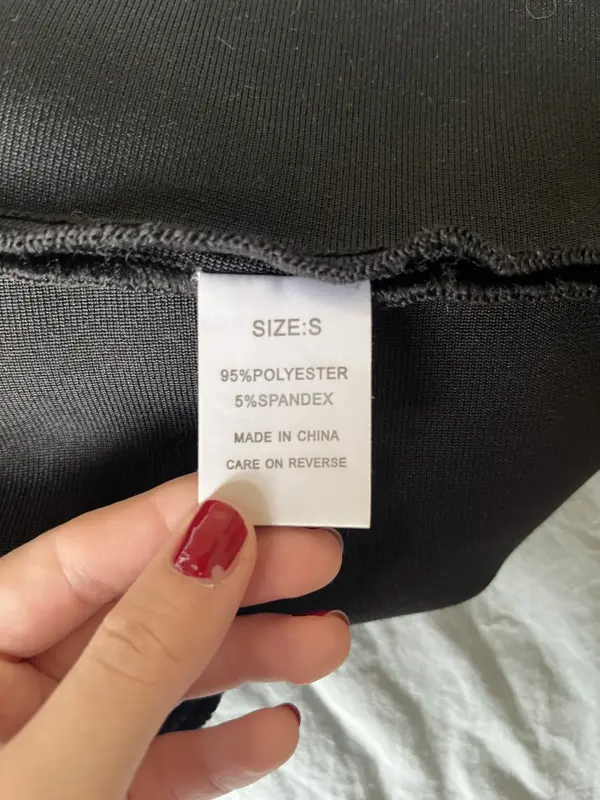 SIZE:S
95%POLYESTER
5%SPANDEX
MADE IN CHINA
CARE ON REVERSE